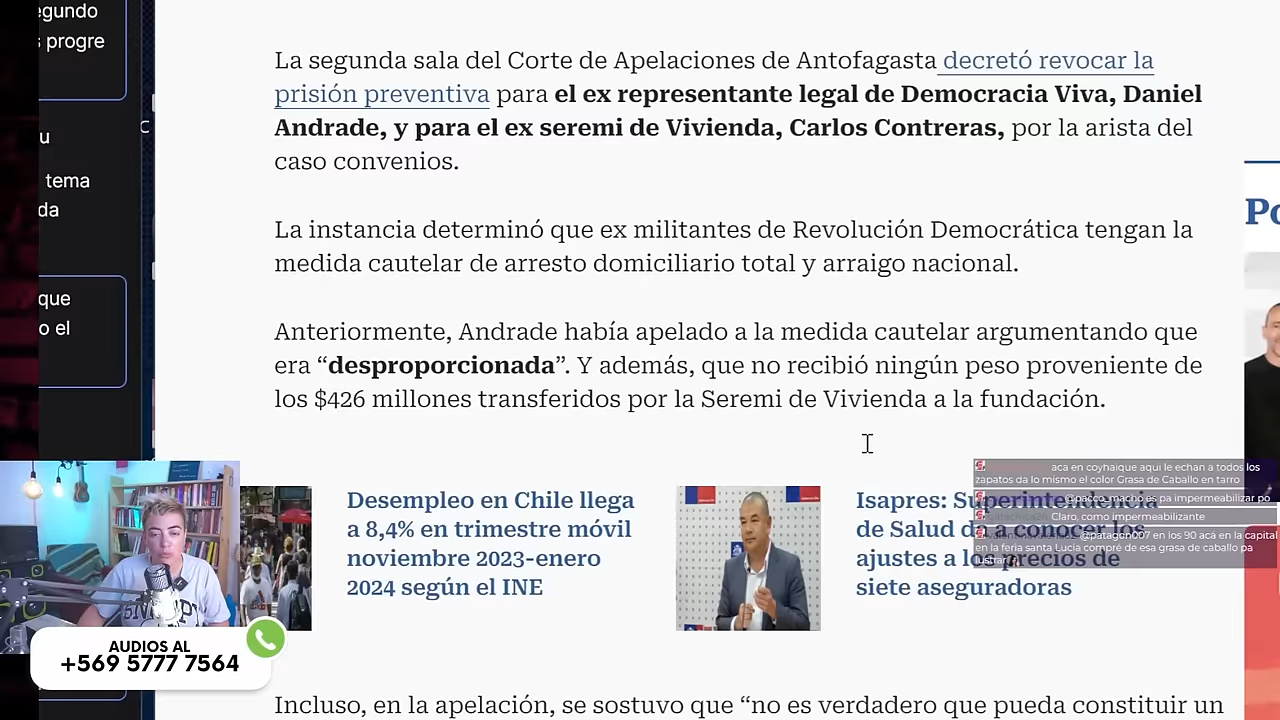 egundo
s progre
u
tema
da
que
o el
C
La segunda sala del Corte de Apelaciones de Antofagasta decretó revocar la
prisión preventiva para el ex representante legal de Democracia Viva, Daniel
Andrade, y para el ex seremi de Vivienda, Carlos Contreras, por la arista del
caso convenios.
La instancia determinó que ex militantes de Revolución Democrática tengan la
medida cautelar de arresto domiciliario total y arraigo nacional.
Anteriormente, Andrade había apelado a la medida cautelar argumentando que
era “desproporcionada”. Y además, que no recibió ningún peso proveniente de
los $426 millones transferidos por la Seremi de Vivienda a la fundación.
Po
Desempleo en Chile llega
a 8,4% en trimestre móvil
noviembre 2023-enero
2024 según el INE
Isapres: Superintendencia
de Salud da a conocer los
ajustes a los precios de
siete aseguradoras
aca en coyhaique aqui le echan a todos los
zapatos da lo mismo el color Grasa de Caballo en tarro
@pacco_macho es pa impermeabilizar po
Claro, como impermeabilizante
@patagon007 en los 90 acá en la capital
en la feria santa Lucia compré de esa grasa de caballo pa
lustrar
AUDIOS AL
+569 5777 7564
Incluso, en la apelación, se sostuvo que “no es verdadero que pueda constituir un